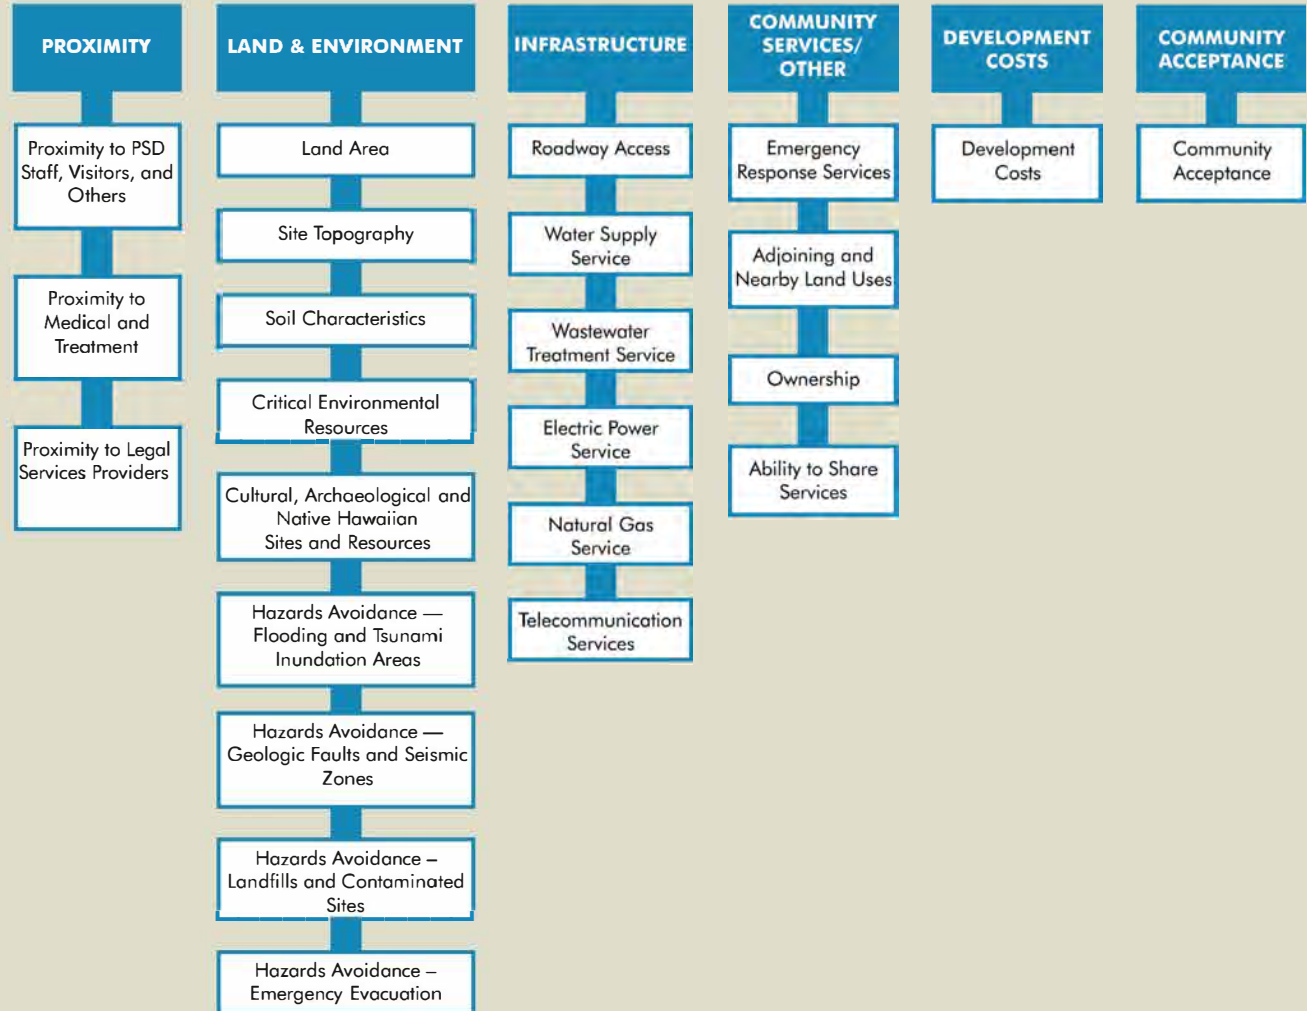 PROXIMITY
Proximity to PSD
Staff, Visitors, and
Others
Proximity to
Medical and
Treatment
Proximity to Legal
Services Providers
LAND & ENVIRONMENT
Land Area
Site Topography
Soil Characteristics
Critical Environmental
Resources
Cultural, Archaeological and
Native Hawaiian
Sites and Resources
Hazards Avoidance —
Flooding and Tsunami
Inundation Areas
Hazards Avoidance —
Geologic Faults and Seismic
Zones
Hazards Avoidance –
Landfills and Contaminated
Sites
Hazards Avoidance –
Emergency Evacuation
INFRASTRUCTURE
Roadway Access
Water Supply
Service
Wastewater
Treatment Service
Electric Power
Service
Natural Gas
Service
Telecommunication
Services
COMMUNITY
SERVICES/
OTHER
Emergency
Response Services
Adjoining and
Nearby Land Uses
Ownership
Ability to Share
Services
DEVELOPMENT
COSTS
Development
Costs
COMMUNITY
ACCEPTANCE
Community
Acceptance